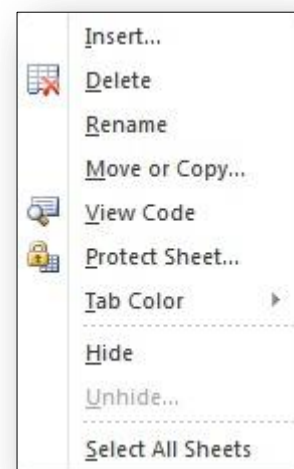 Insert...
Delete
Rename
Move or Copy...
View Code
Protect Sheet...
Tab Color
Hide
Unhide...
Select All Sheets